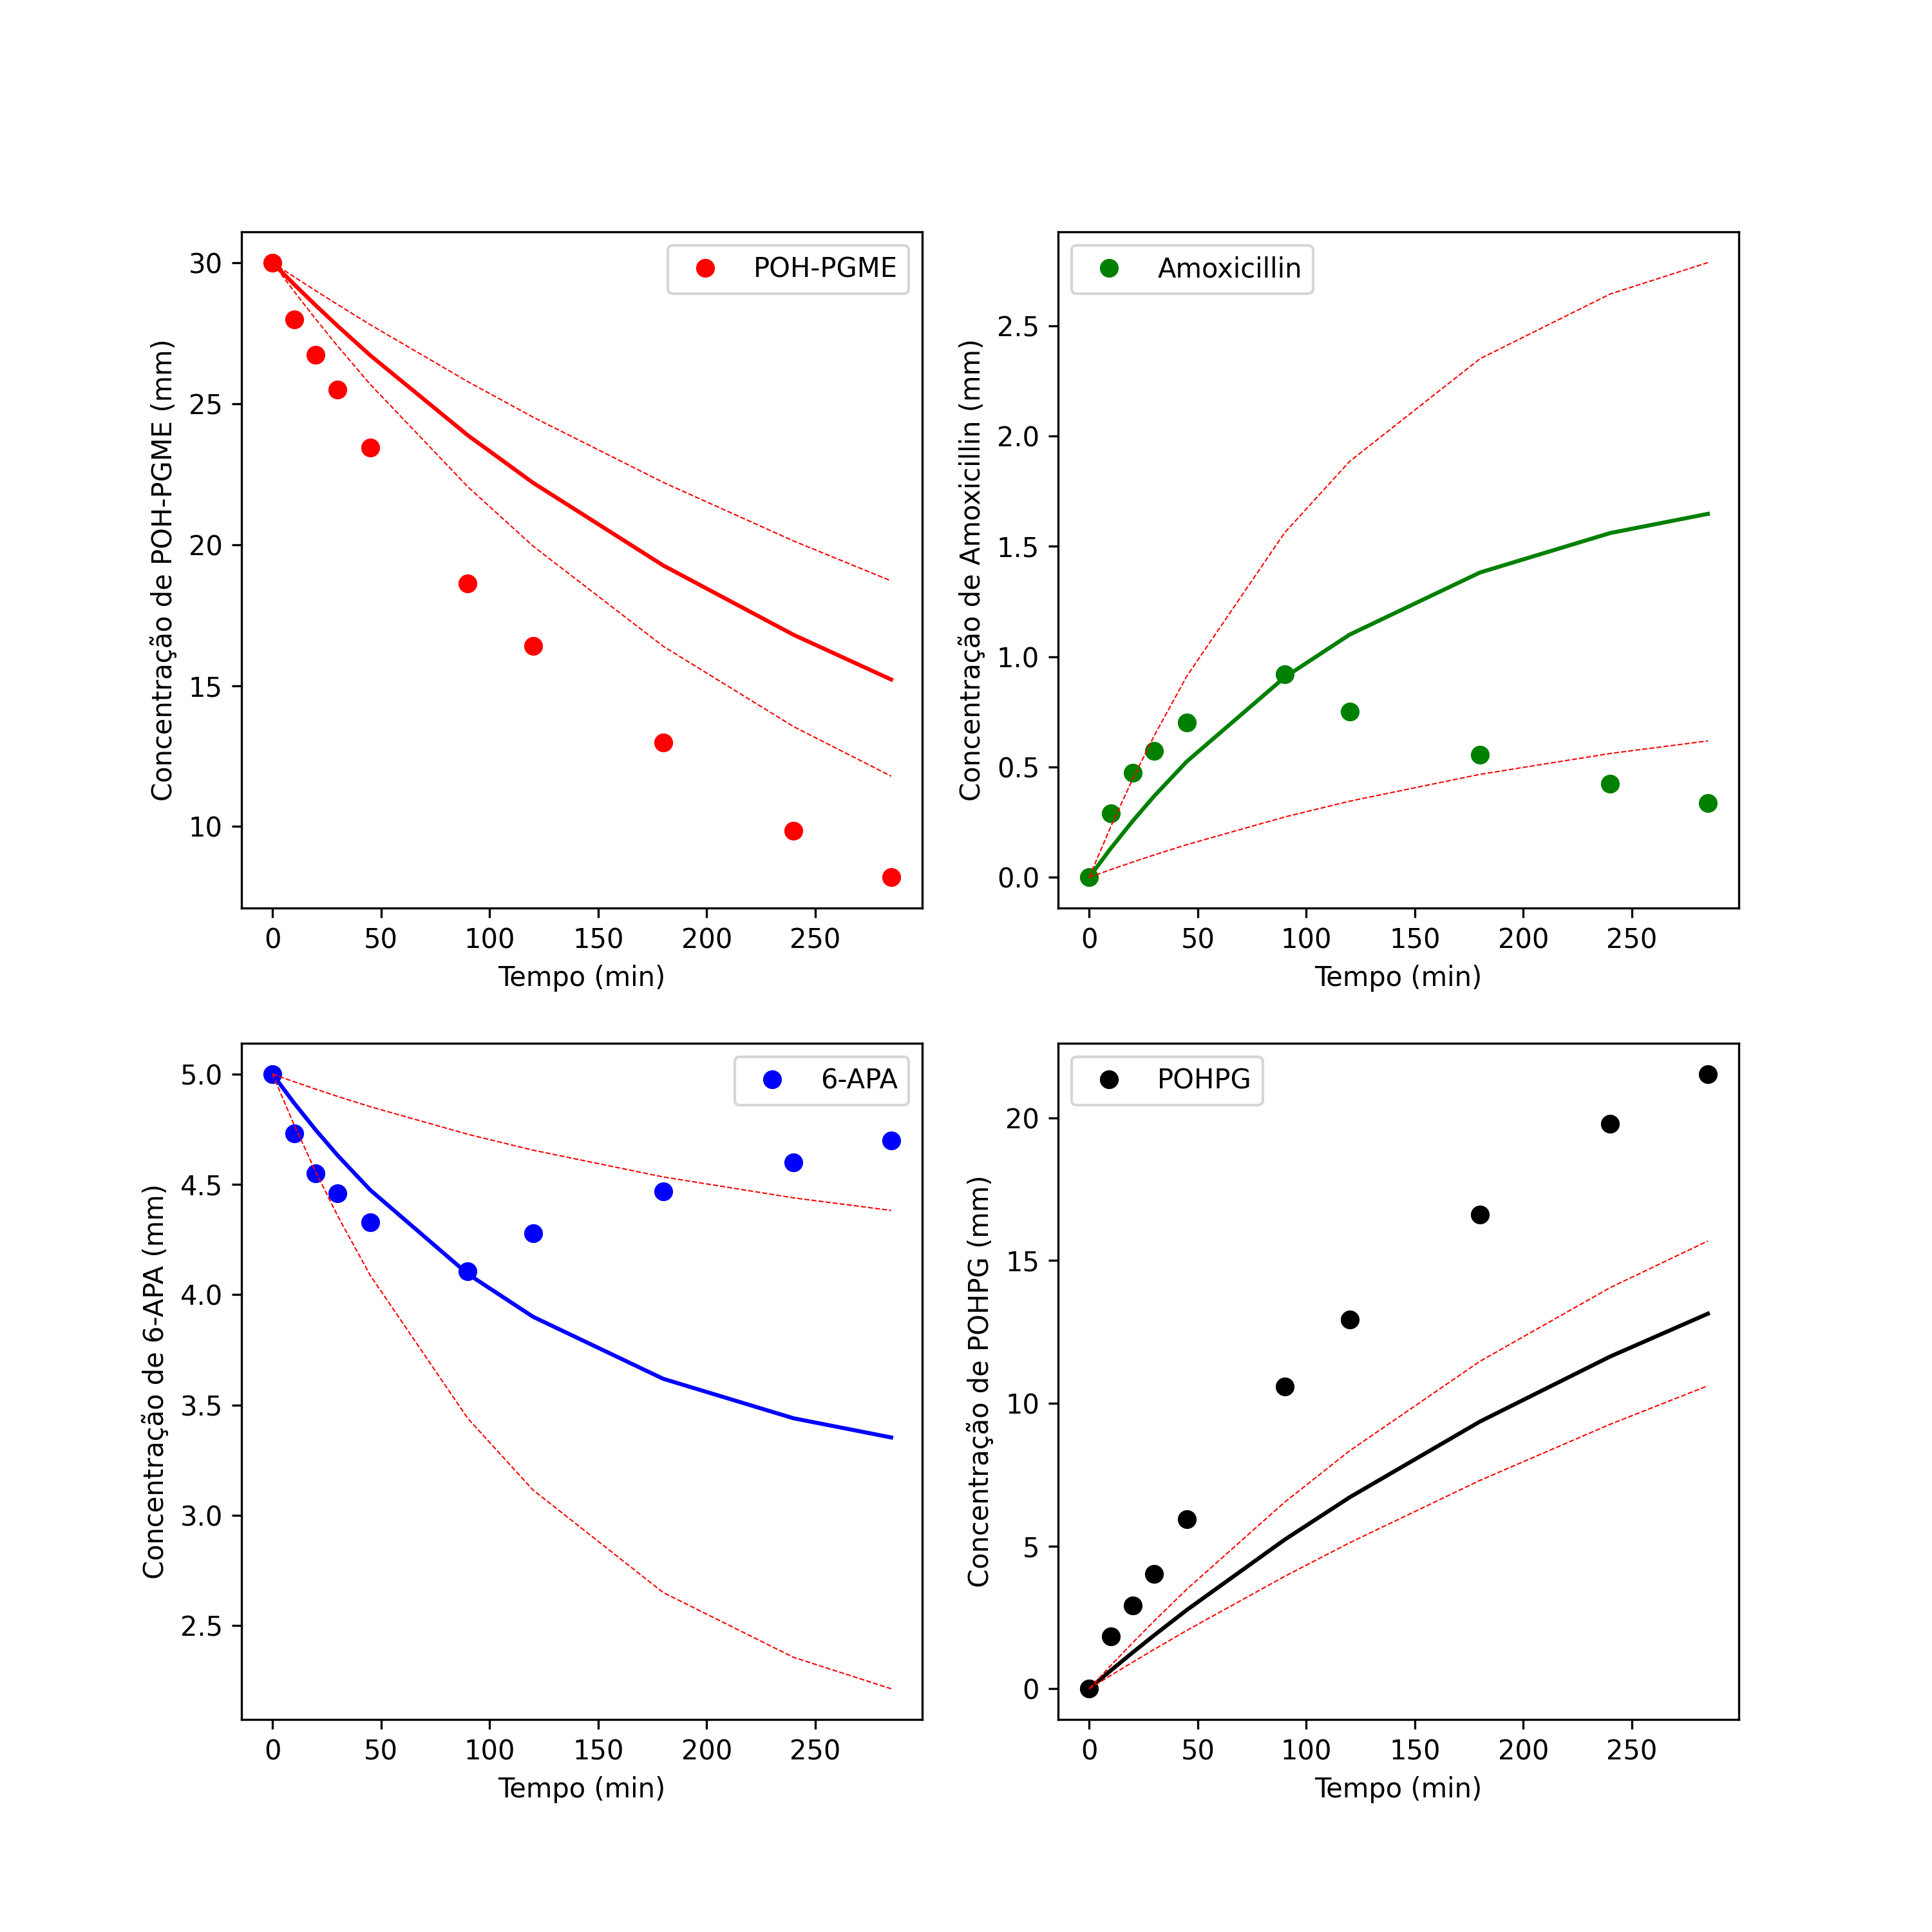 POH-PGME
Concentração de POH-PGME (mm)
30
25
20
15
10
0 50 100 150 200 250
Tempo (min)
Amoxicillin
Concentração de Amoxicillin (mm)
2.5
2.0
1.5
1.0
0.5
0.0
0 50 100 150 200 250
Tempo (min)
6-APA
Concentração de 6-APA (mm)
5.0
4.5
4.0
3.5
3.0
2.5
0 50 100 150 200 250
Tempo (min)
POHPG
Concentração de POHPG (mm)
20
15
10
5
0
0 50 100 150 200 250
Tempo (min)